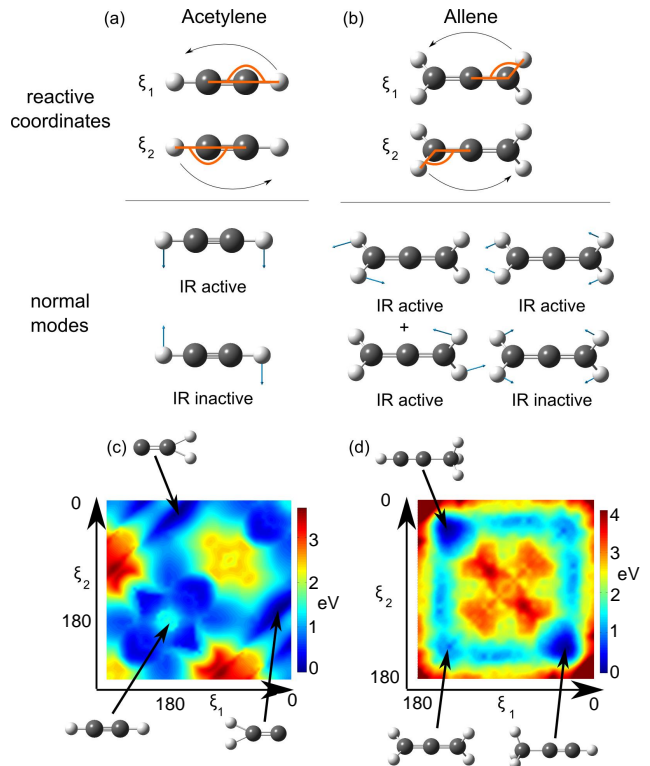 (a) Acetylene (b) Allene
ξ1 ξ1
reactive
coordinates
ξ2 ξ2
IR active
IR active IR active
normal
modes
+
IR inactive
IR active IR inactive
(c) (d)
0 0
3 4
ξ2 2 eV ξ2 3 eV
180 1 2
0 1
180 0
180 ξ1 0 180 ξ1 0